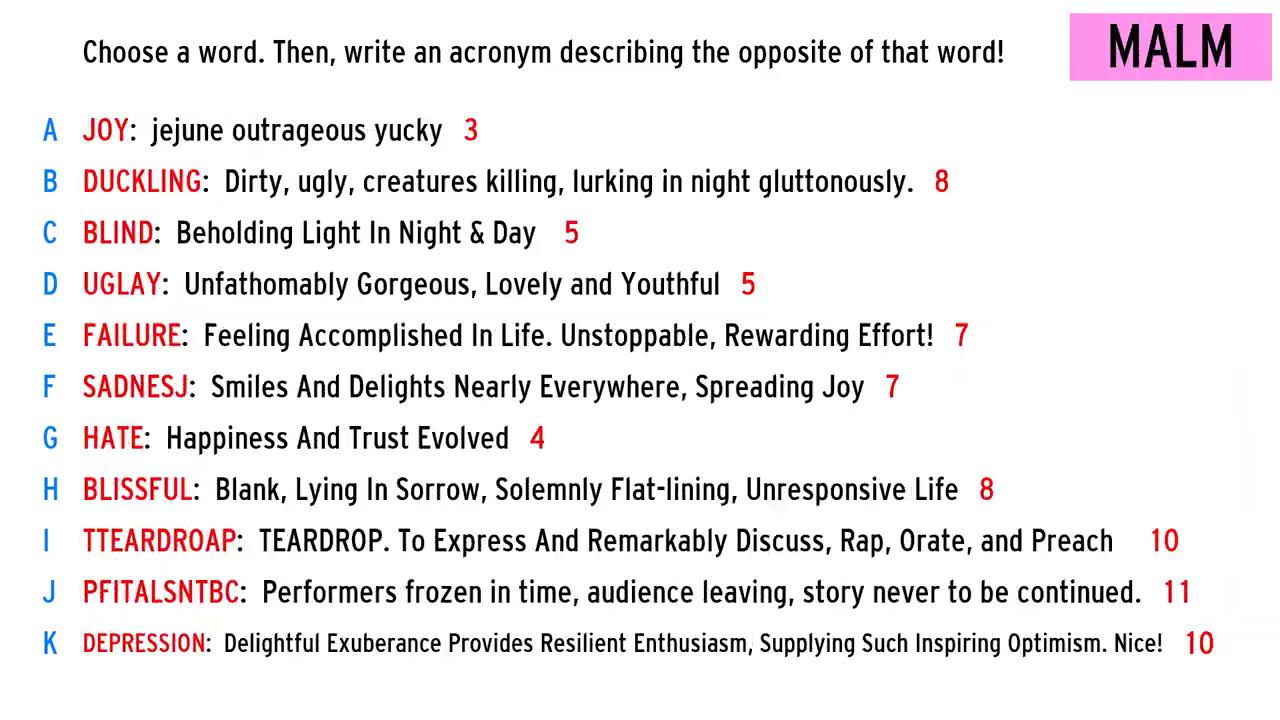 Choose a word. Then, write an acronym describing the opposite of that word!
MALM
A JOY: jejune outrageous yucky 3
B DUCKLING: Dirty, ugly, creatures killing, lurking in night gluttonously. 8
C BLIND: Beholding Light In Night & Day 5
D UGLAY: Unfathomably Gorgeous, Lovely and Youthful 5
E FAILURE: Feeling Accomplished In Life. Unstoppable, Rewarding Effort! 7
F SADNESJ: Smiles And Delights Nearly Everywhere, Spreading Joy 7
G HATE: Happiness And Trust Evolved 4
H BLISSFUL: Blank, Lying In Sorrow, Solemnly Flat-lining, Unresponsive Life 8
I TTEARDROAP: TEARDROP. To Express And Remarkably Discuss, Rap, Orate, and Preach 10
J PFITALSNTBC: Performers frozen in time, audience leaving, story never to be continued. 11
K DEPRESSION: Delightful Exuberance Provides Resilient Enthusiasm, Supplying Such Inspiring Optimism. Nice! 10